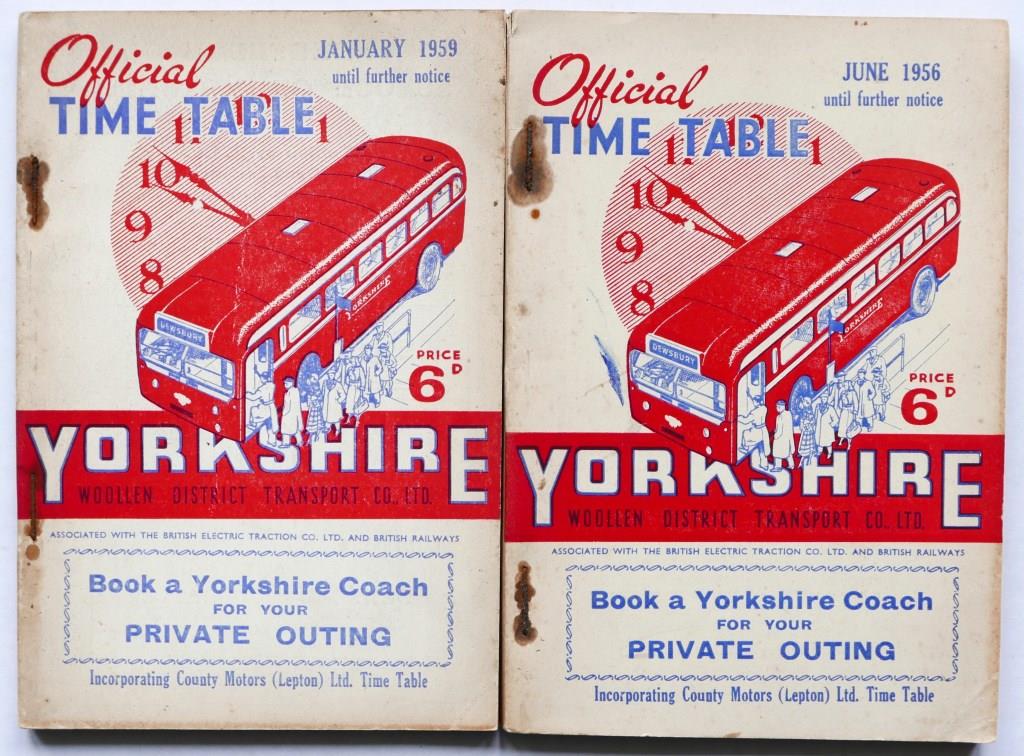 Official
TIME TABLE
JANUARY 1959
until further notice
11 12 1
10
9
8
DEWSBURY
YORKSHIRE
PRICE
6D
YORKSHIRE
WOOLLEN DISTRICT TRANSPORT CO., LTD.
ASSOCIATED WITH THE BRITISH ELECTRIC TRACTION CO. LTD. AND BRITISH RAILWAYS
Book a Yorkshire Coach
FOR YOUR
PRIVATE OUTING
Incorporating County Motors (Lepton) Ltd. Time Table
Official
TIME TABLE
JUNE 1956
until further notice
11 12 1
10
9
8
DEWSBURY
YORKSHIRE
PRICE
6D
YORKSHIRE
WOOLLEN DISTRICT TRANSPORT CO., LTD.
ASSOCIATED WITH THE BRITISH ELECTRIC TRACTION CO. LTD. AND BRITISH RAILWAYS
Book a Yorkshire Coach
FOR YOUR
PRIVATE OUTING
Incorporating County Motors (Lepton) Ltd. Time Table